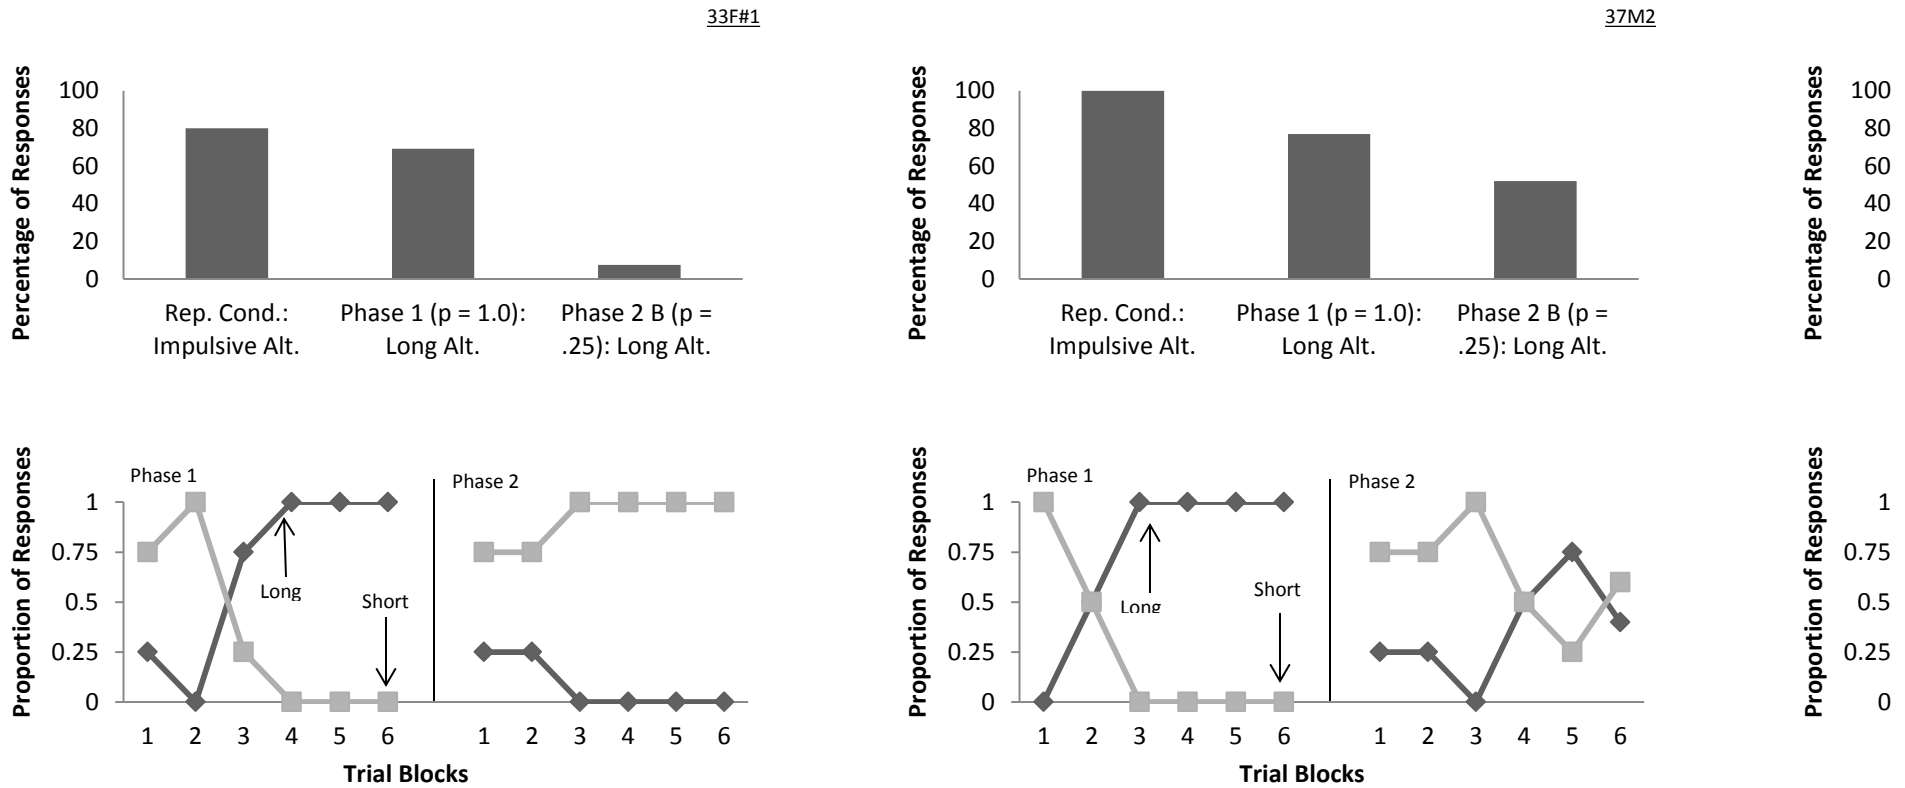 33F#1
37M2
Percentage of Responses
100
80
60
40
20
0
Rep. Cond.:
Impulsive Alt.
Phase 1 (p = 1.0):
Long Alt.
Phase 2 B (p =
.25): Long Alt.
Percentage of Responses
100
80
60
40
20
0
Rep. Cond.:
Impulsive Alt.
Phase 1 (p = 1.0):
Long Alt.
Phase 2 B (p =
.25): Long Alt.
Percentage of Responses
100
80
60
40
20
0
Proportion of Responses
1
0.75
0.5
0.25
0
Phase 1
Phase 2
Long
Short
1 2 3 4 5 6 1 2 3 4 5 6
Trial Blocks
Proportion of Responses
1
0.75
0.5
0.25
0
Phase 1
Phase 2
Long
Short
1 2 3 4 5 6 1 2 3 4 5 6
Trial Blocks
Proportion of Responses
1
0.75
0.5
0.25
0